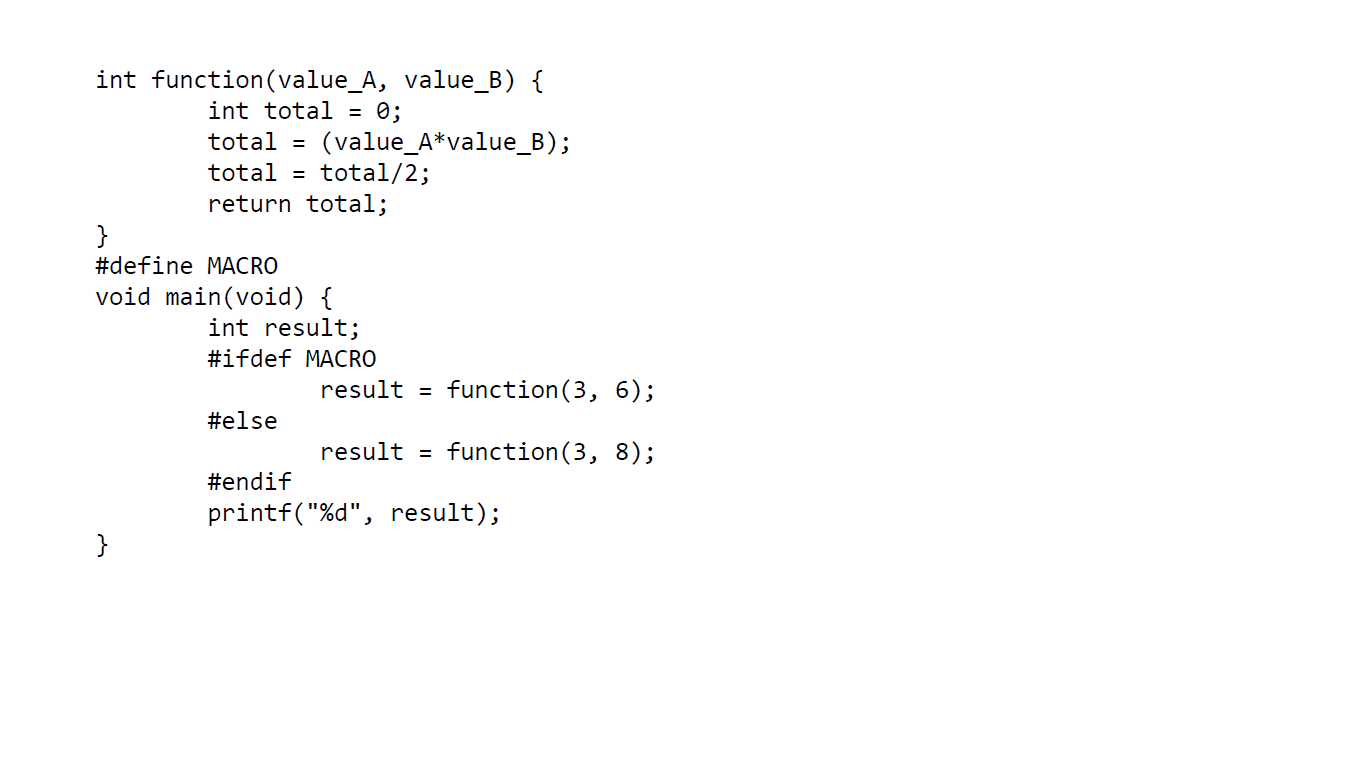 int function(value_A, value_B) {
        int total = 0;
        total = (value_A*value_B);
        total = total/2;
        return total;
}
#define MACRO
void main(void) {
        int result;
        #ifdef MACRO
                result = function(3, 6);
        #else
                result = function(3, 8);
        #endif
        printf("%d", result);
}